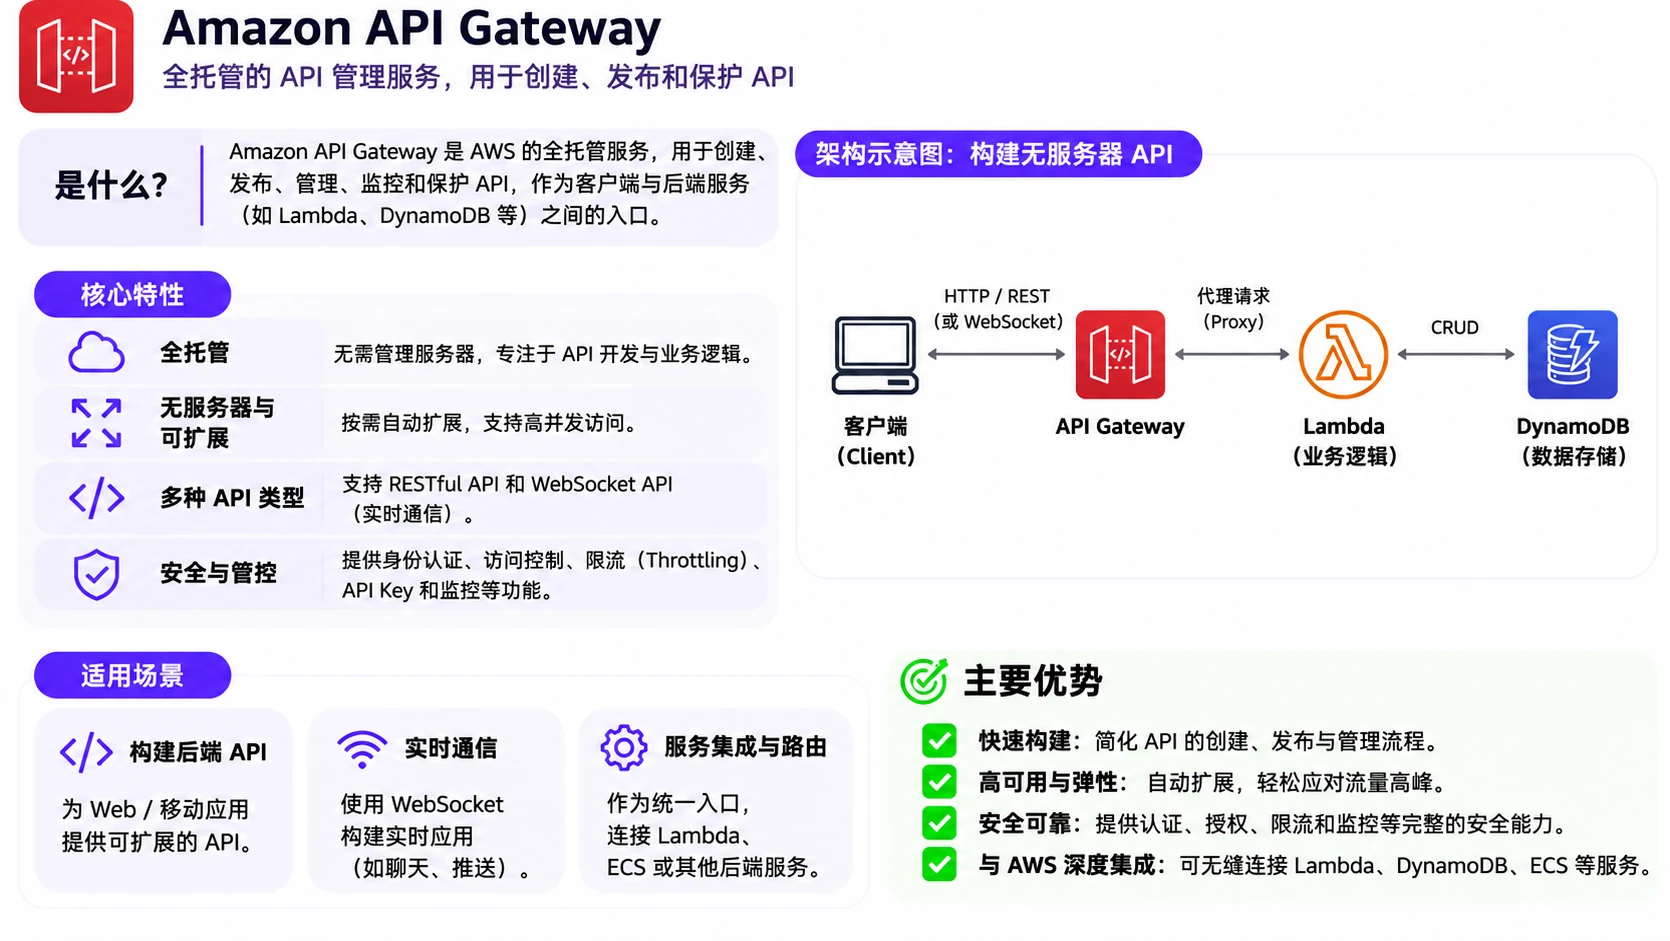 Amazon API Gateway
全托管的 API 管理服务，用于创建、发布和保护 API
是什么？
Amazon API Gateway 是 AWS 的全托管服务，用于创建、
发布、管理、监控和保护 API，作为客户端与后端服务
（如 Lambda、DynamoDB 等）之间的入口。
核心特性
全托管
无需管理服务器，专注于 API 开发与业务逻辑。
无服务器与
可扩展
按需自动扩展，支持高并发访问。
</>
多种 API 类型
支持 RESTful API 和 WebSocket API
（实时通信）。
安全与管控
提供身份认证、访问控制、限流（Throttling）、
API Key 和监控等功能。
架构示意图：构建无服务器 API
HTTP / REST
（或 WebSocket）
代理请求
（Proxy）
CRUD
客户端
（Client）
API Gateway
Lambda
（业务逻辑）
DynamoDB
（数据存储）
适用场景
</>
构建后端 API
为 Web / 移动应用
提供可扩展的 API。
实时通信
使用 WebSocket
构建实时应用
（如聊天、推送）。
服务集成与路由
作为统一入口，
连接 Lambda、
ECS 或其他后端服务。
主要优势
快速构建：简化 API 的创建、发布与管理流程。
高可用与弹性： 自动扩展，轻松应对流量高峰。
安全可靠：提供认证、授权、限流和监控等完整的安全能力。
与 AWS 深度集成：可无缝连接 Lambda、DynamoDB、ECS 等服务。